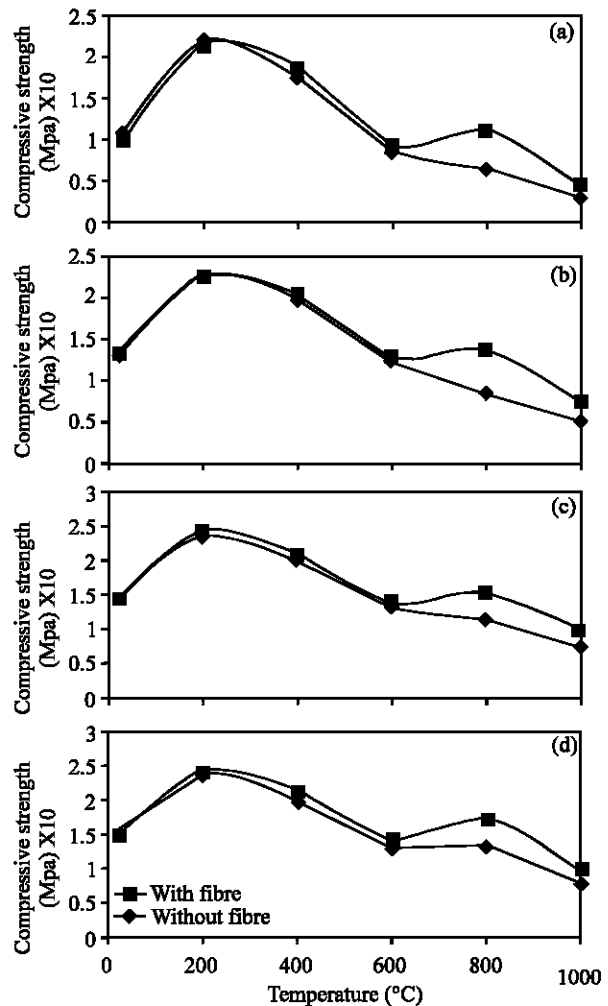 (a)
Compressive strength
(Mpa) X10
2.5
2
1.5
1
0.5
0
(b)
Compressive strength
(Mpa) X10
2.5
2
1.5
1
0.5
0
(c)
Compressive strength
(Mpa) X10
3
2.5
2
1.5
1
0.5
0
(d)
Compressive strength
(Mpa) X10
3
2.5
2
1.5
1
0.5
0
With fibre
Without fibre
0 200 400 600 800 1000
Temperature (°C)